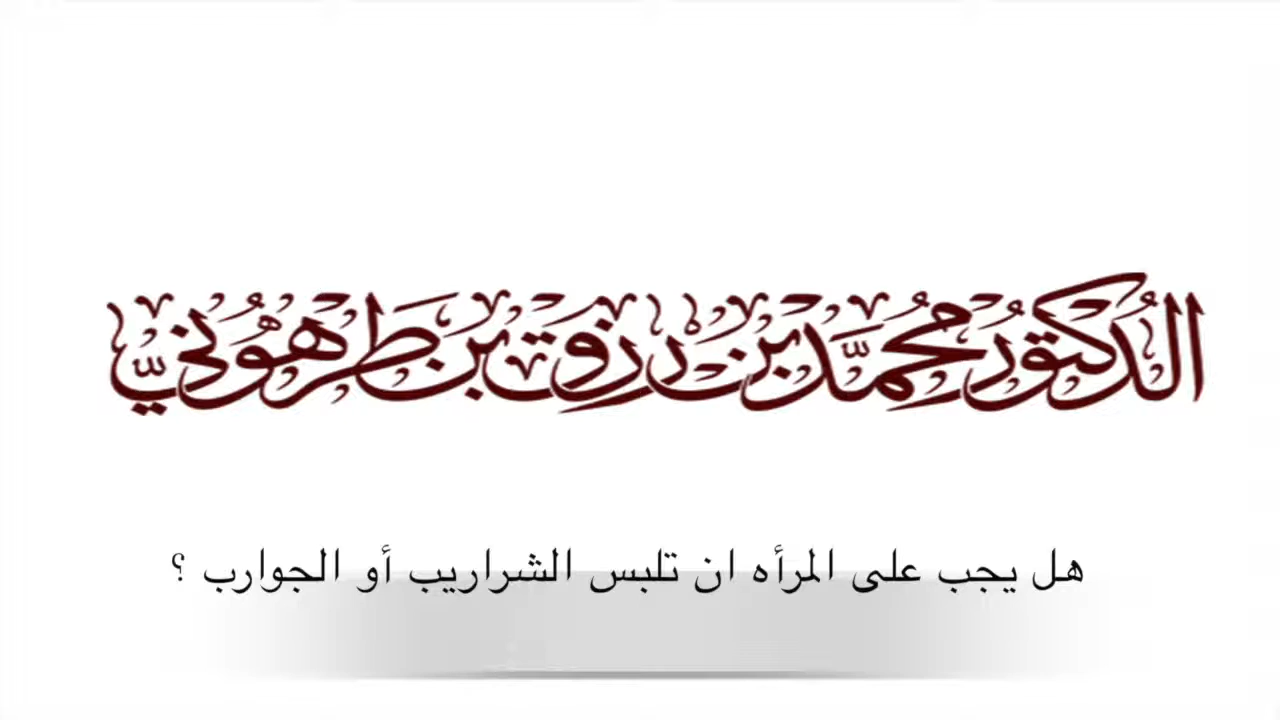 الدكتور محمد بن رزق بن طرهوني
هل يجب على المرأه ان تلبس الشراريب أو الجوارب ؟